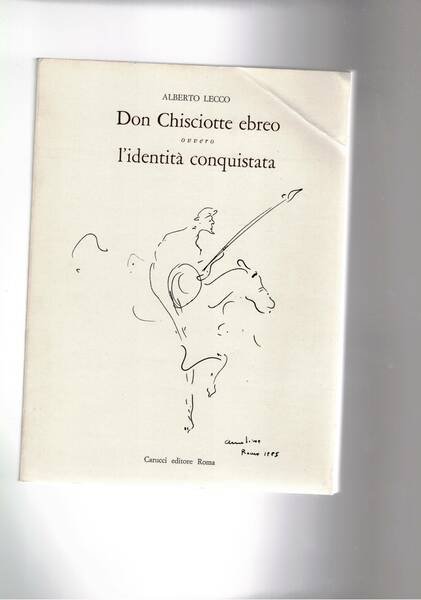 ALBERTO LECCO
Don Chisciotte ebreo
ovvero
l'identità conquistata
Roma 1985
Carucci editore Roma